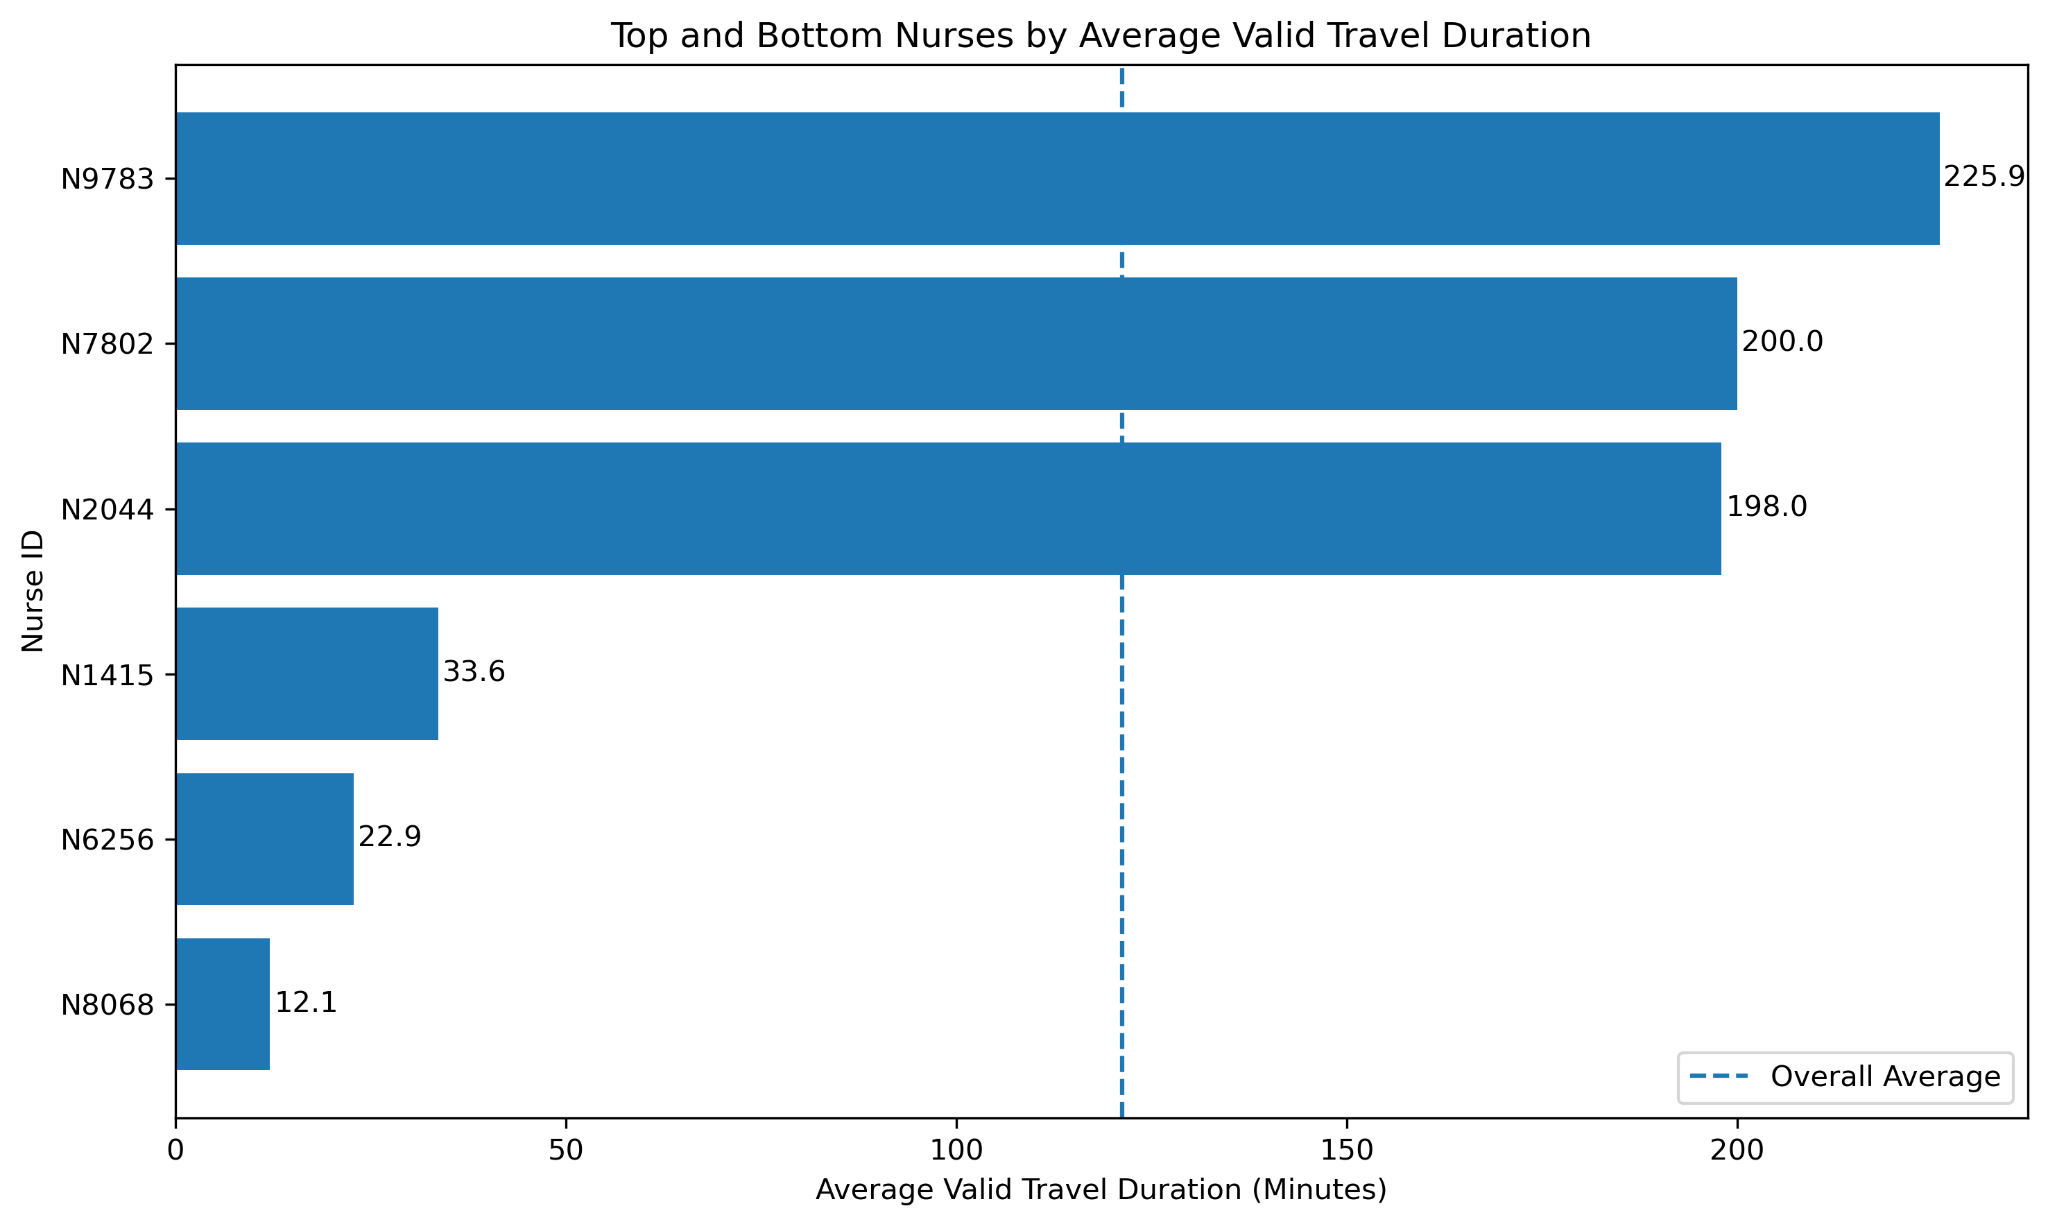 Top and Bottom Nurses by Average Valid Travel Duration
Nurse ID
N9783
225.9
N7802
200.0
N2044
198.0
N1415
33.6
N6256
22.9
N8068
12.1
Overall Average
0 50 100 150 200
Average Valid Travel Duration (Minutes)